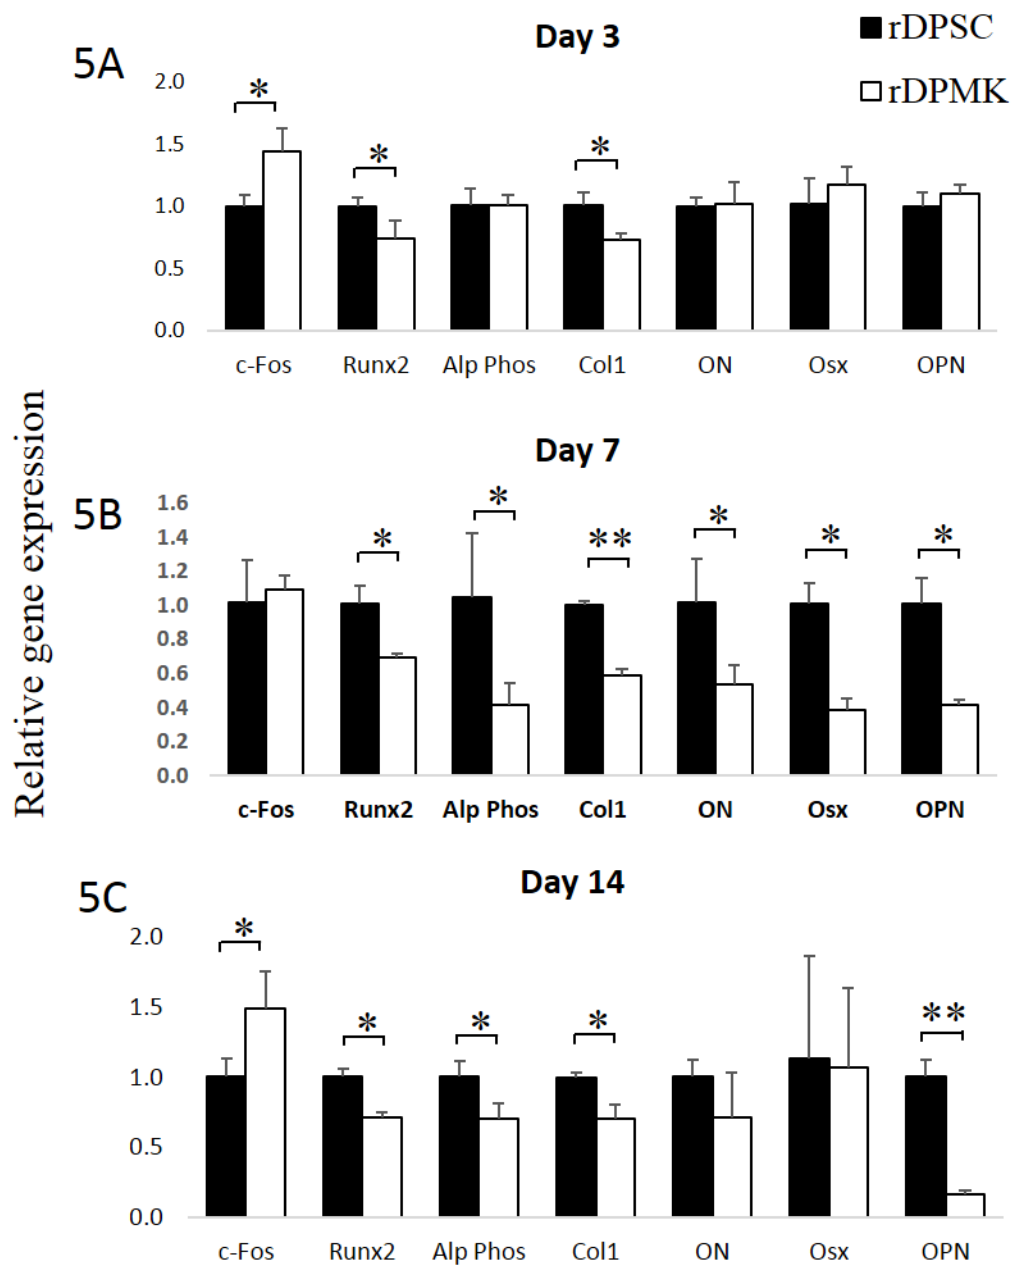 Day 3
rDPSC
rDPMK
5A
2.0
1.5
1.0
0.5
0.0
*
*
*
c-Fos Runx2 Alp Phos Col1 ON Osx OPN
Relative gene expression
Day 7
5B
1.6
1.4
1.2
1.0
0.8
0.6
0.4
0.2
0.0
*
*
**
*
*
*
c-Fos Runx2 Alp Phos Col1 ON Osx OPN
Day 14
5C
2.0
1.5
1.0
0.5
0.0
*
*
*
*
**
c-Fos Runx2 Alp Phos Col1 ON Osx OPN